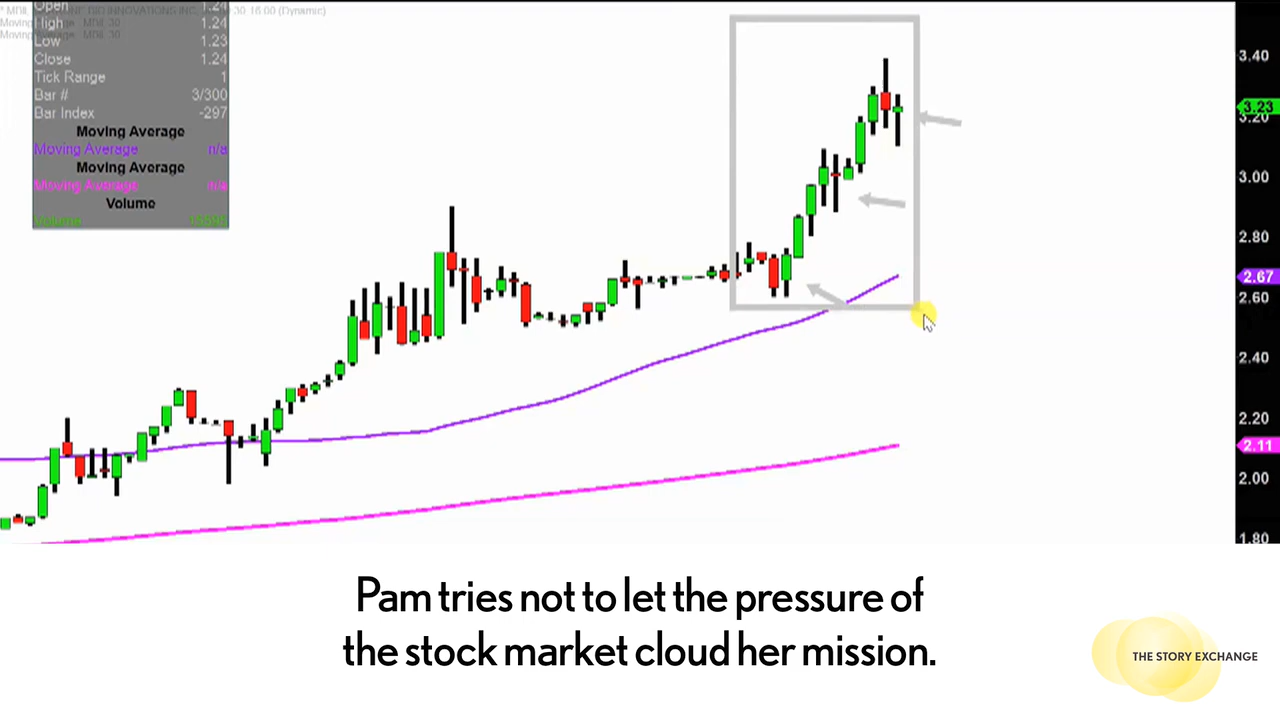 Open 1.24
High 1.24
Low 1.23
Close 1.24
Tick Range 1
Bar # 3/300
Bar Index -297
Moving Average
Moving Average n/a
Moving Average
Moving Average n/a
Volume
Volume
3.40
3.23
3.20
3.00
2.80
2.67
2.60
2.40
2.20
2.11
2.00
1.80
Pam tries not to let the pressure of
the stock market cloud her mission.
THE STORY EXCHANGE